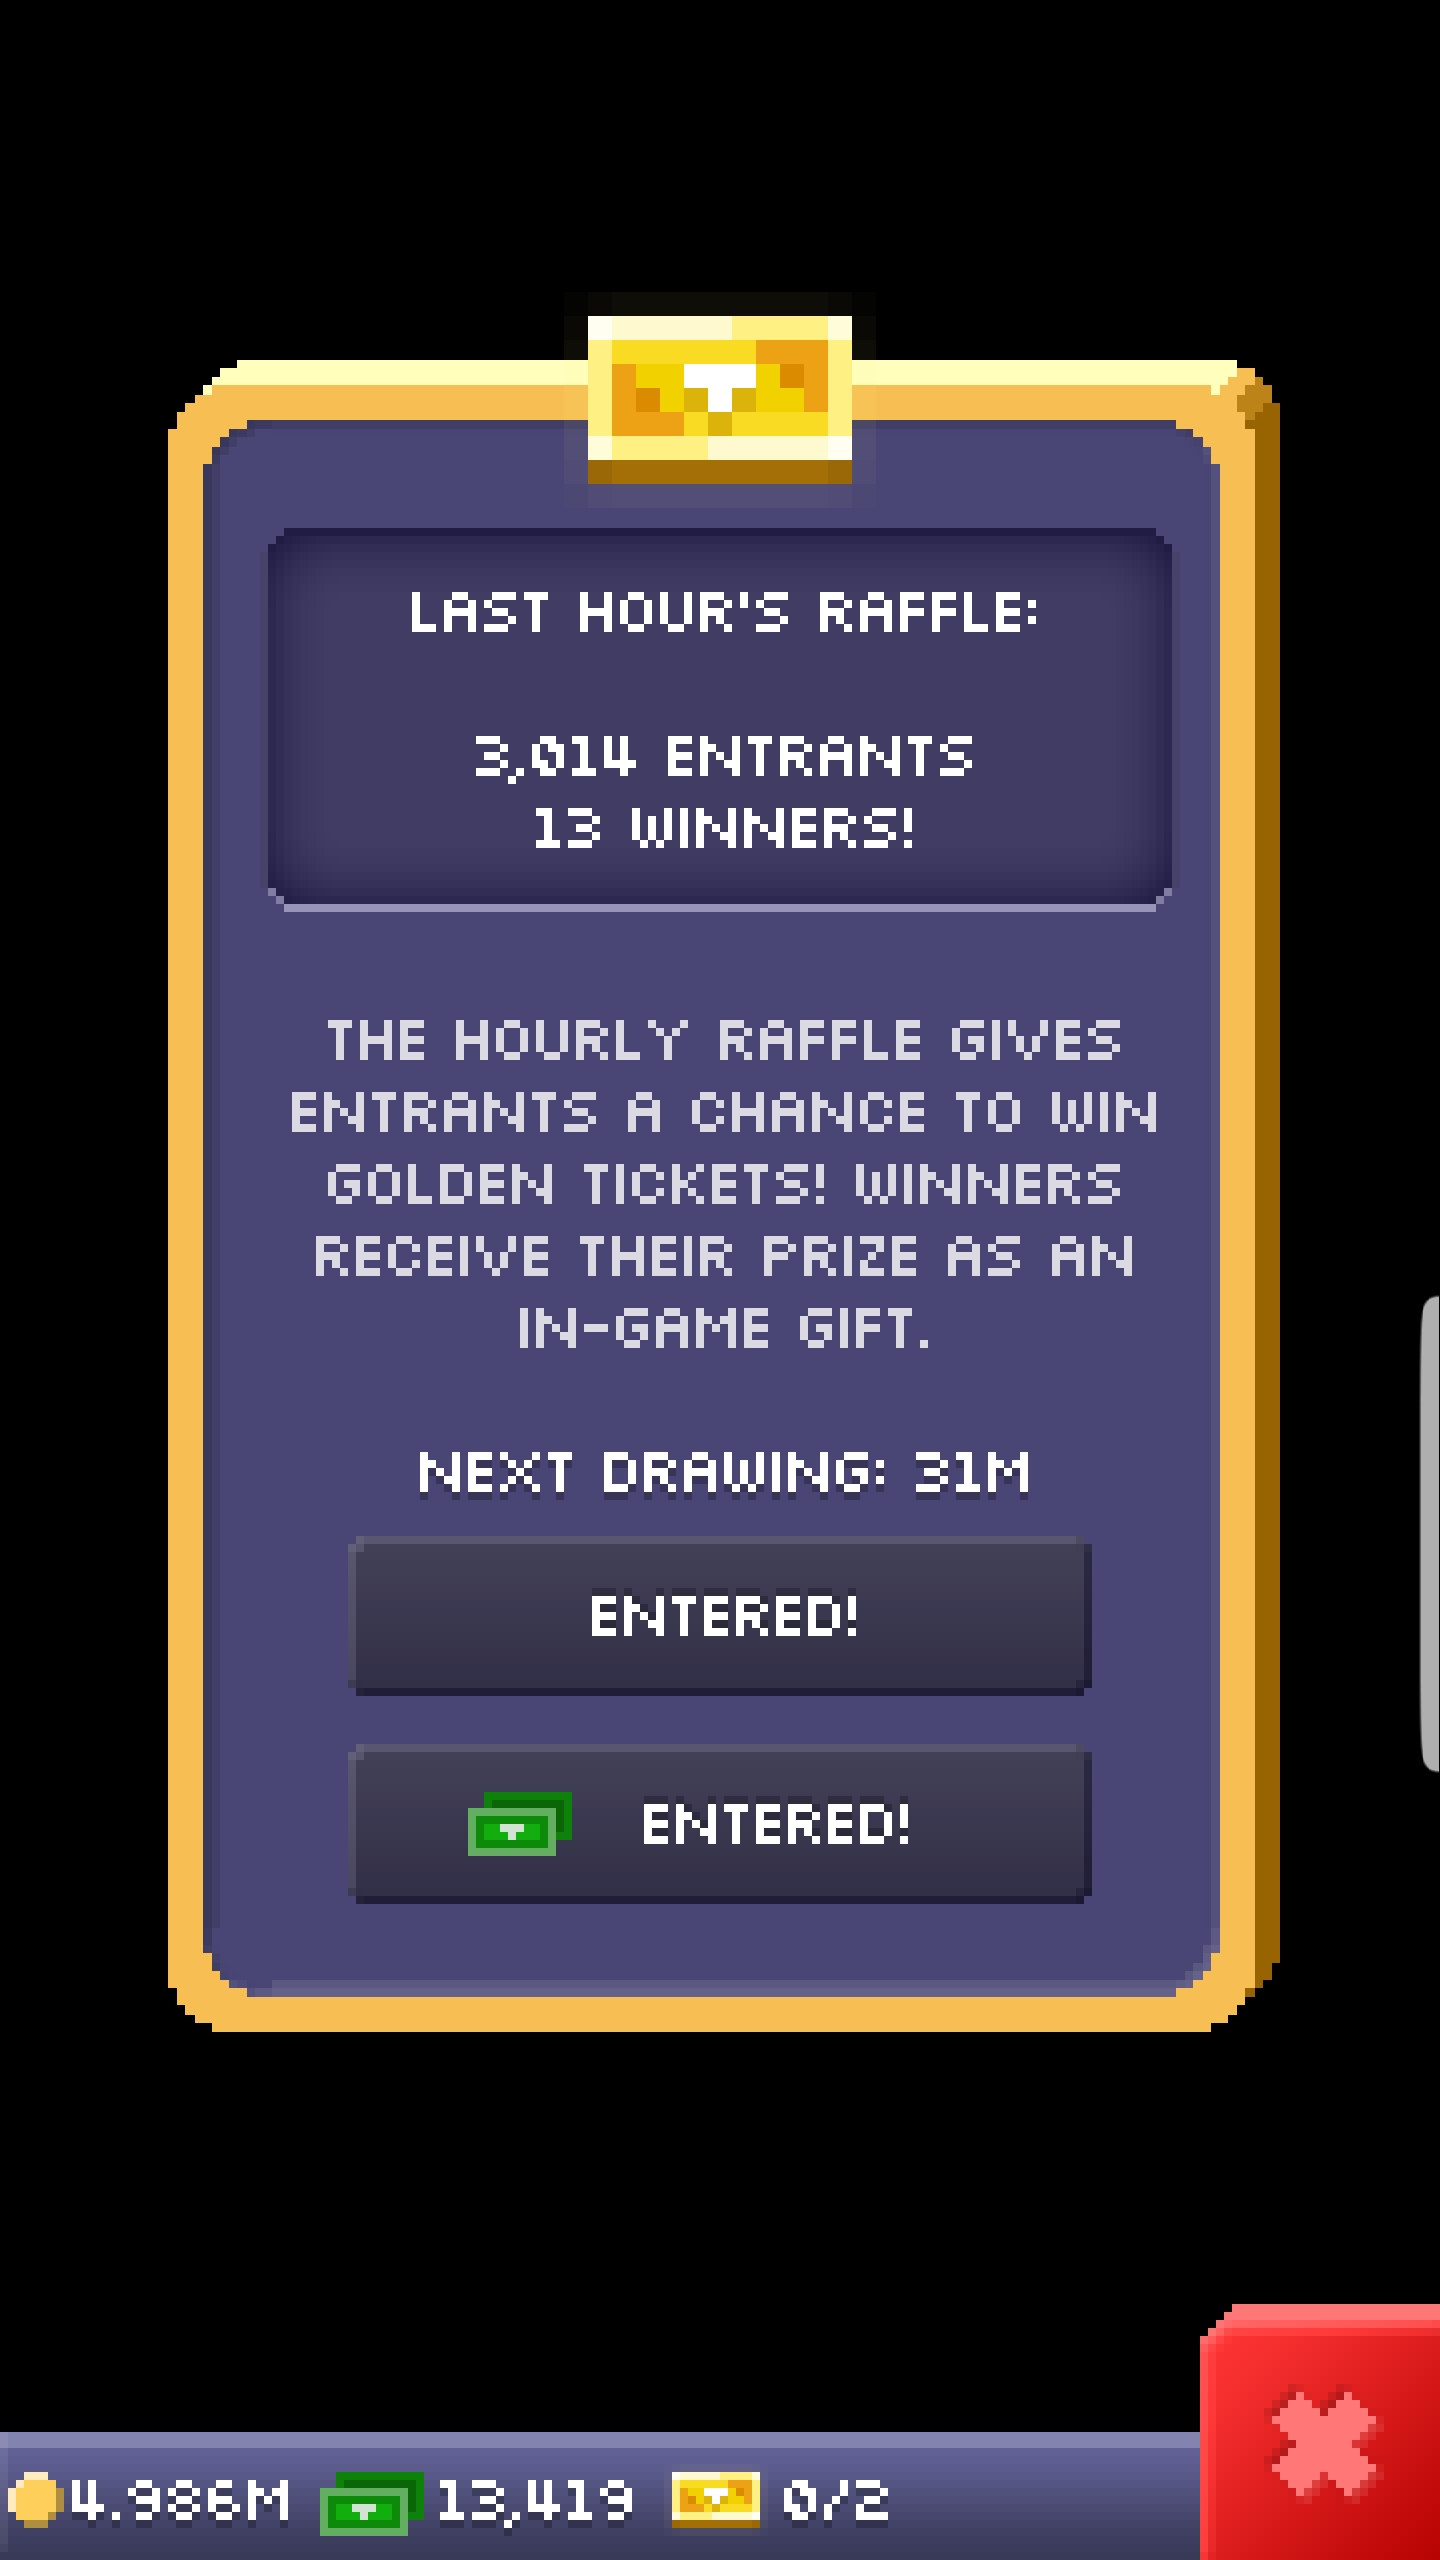 LAST HOUR'S RAFFLE:
3,014 ENTRANTS
13 WINNERS!
THE HOURLY RAFFLE GIVES
ENTRANTS A CHANCE TO WIN
GOLDEN TICKETS! WINNERS
RECEIVE THEIR PRIZE AS AN
IN-GAME GIFT.
NEXT DRAWING: 31M
ENTERED!
ENTERED!
4.986M 13,419 0/2